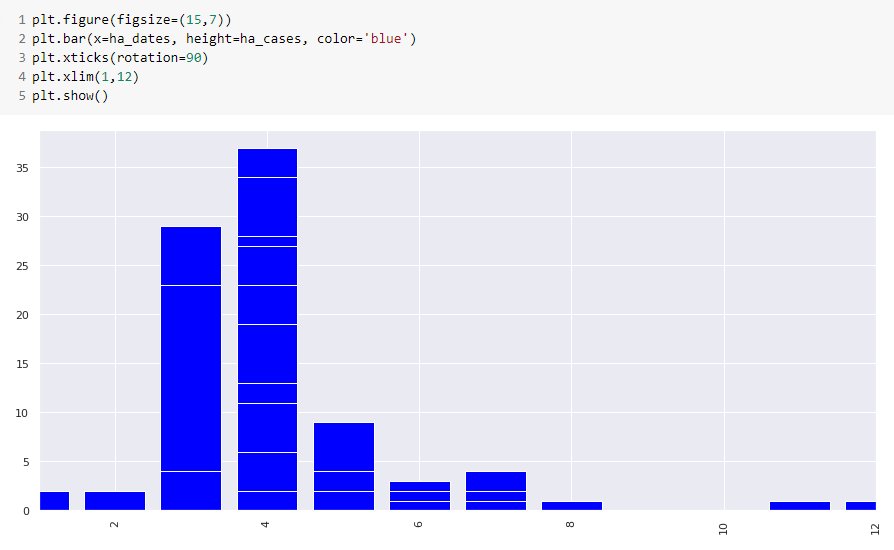 1 plt.figure(figsize=(15,7))
2 plt.bar(x=ha_dates, height=ha_cases, color='blue')
3 plt.xticks(rotation=90)
4 plt.xlim(1,12)
5 plt.show()
35
30
25
20
15
10
5
0
2
4
6
8
10
12